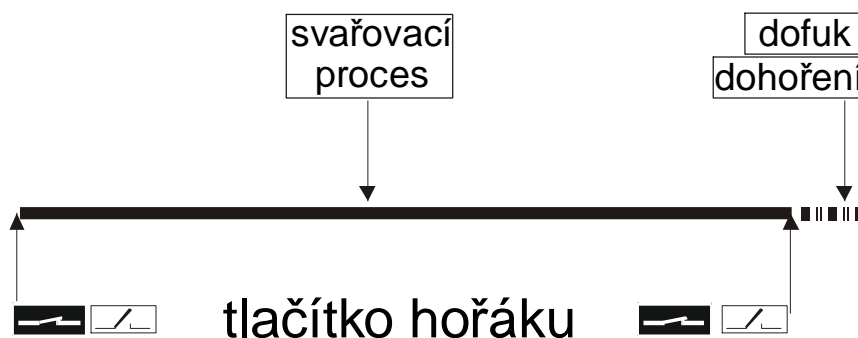 svařovací
proces
dofuk
dohoření
tlačítko hořáku